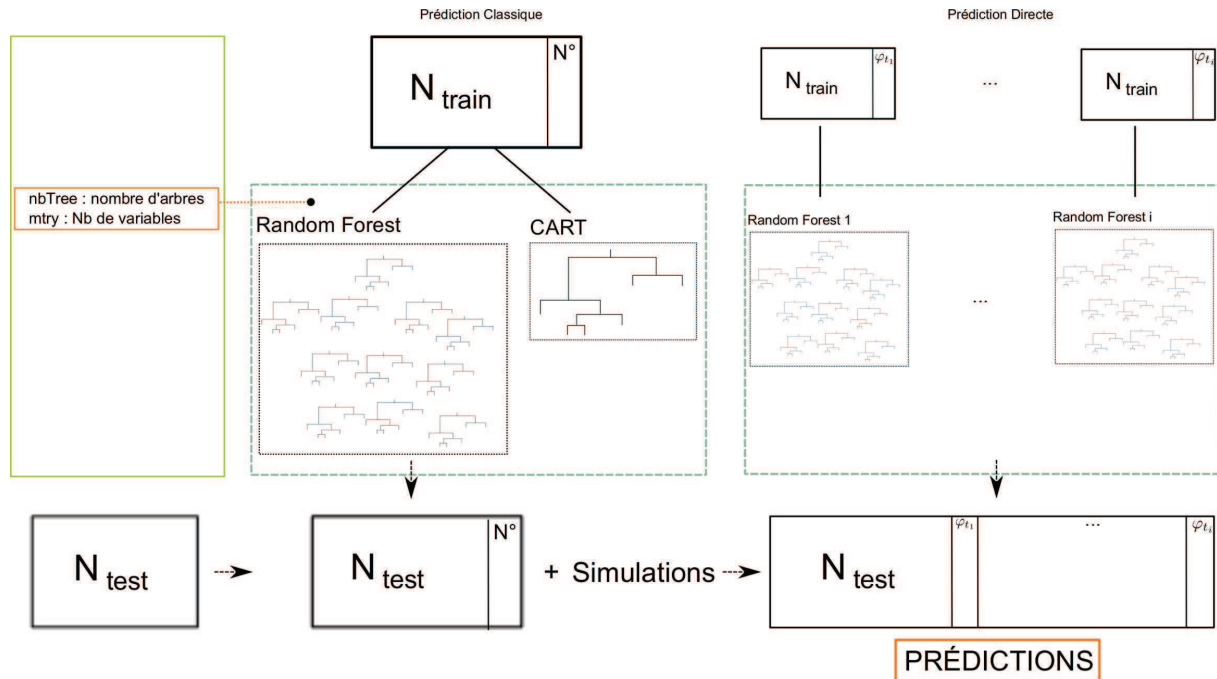 Prédiction Classique
Prédiction Directe
N°
N train
φt1
N train
...
φti
N train
nbTree : nombre d'arbres
mtry : Nb de variables
Random Forest
CART
Random Forest 1
...
Random Forest i
N test
N°
N test
+ Simulations
φt1
...
φti
N test
PRÉDICTIONS